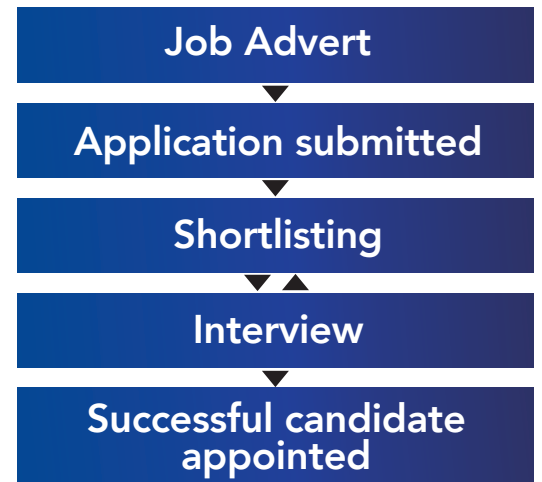 Job Advert
Application submitted
Shortlisting
Interview
Successful candidate
appointed